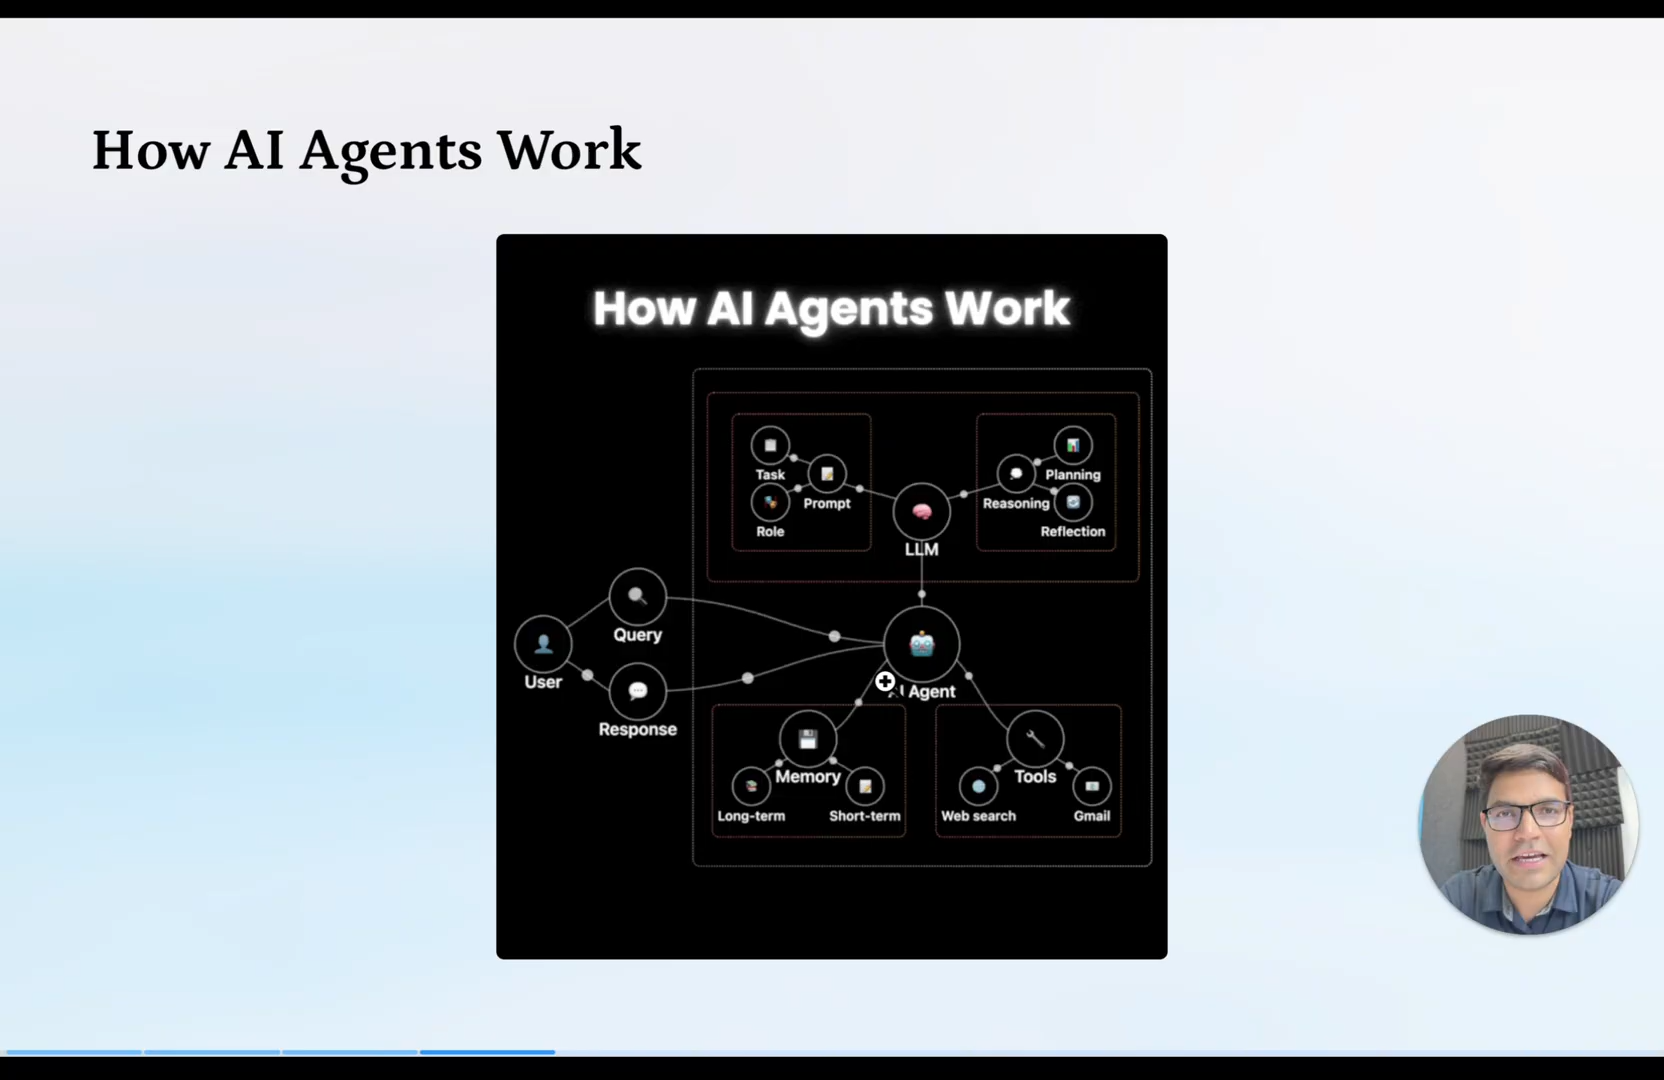 How AI Agents Work
How AI Agents Work
Task
Prompt
Role
LLM
Planning
Reasoning
Reflection
Query
User
Response
I Agent
Memory
Long-term
Short-term
Tools
Web search
Gmail